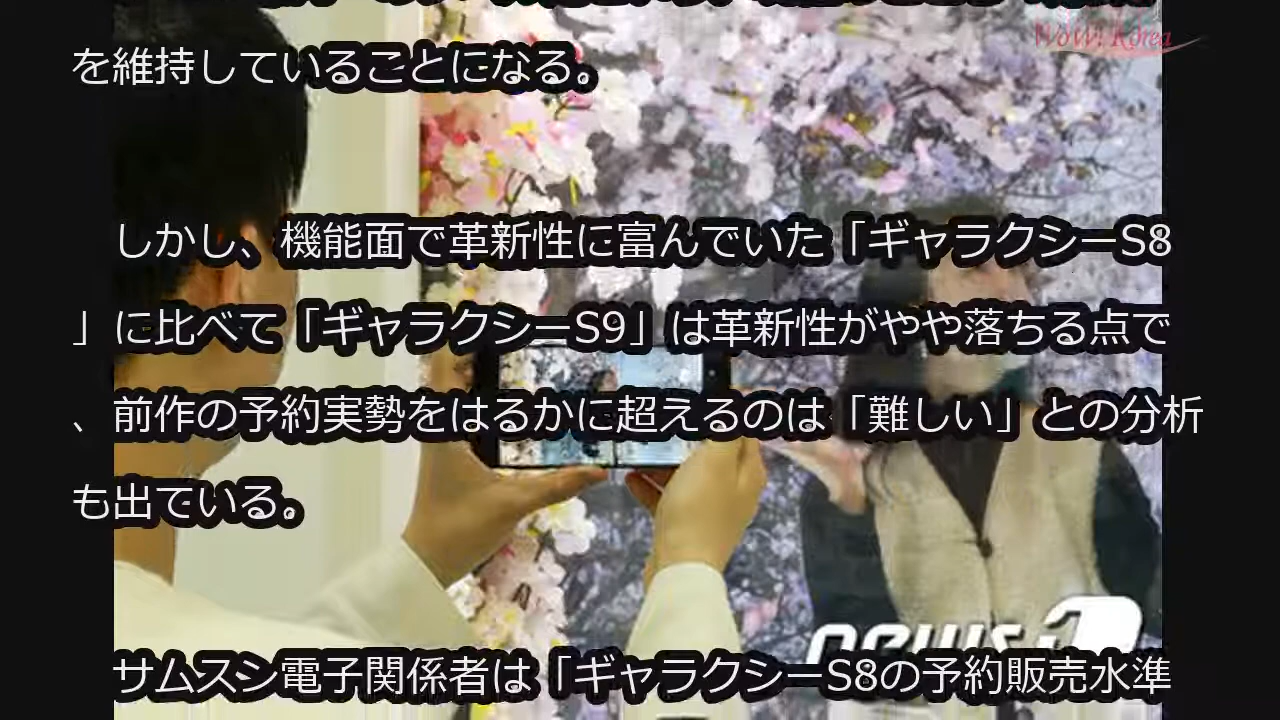 WoW! Korea
を維持していることになる。
しかし、機能面で革新性に富んでいた「ギャラクシーS8
」に比べて「ギャラクシーS9」は革新性がやや落ちる点で
、前作の予約実勢をはるかに超えるのは「難しい」との分析
も出ている。
news1
サムスン電子関係者は「ギャラクシーS8の予約販売水準